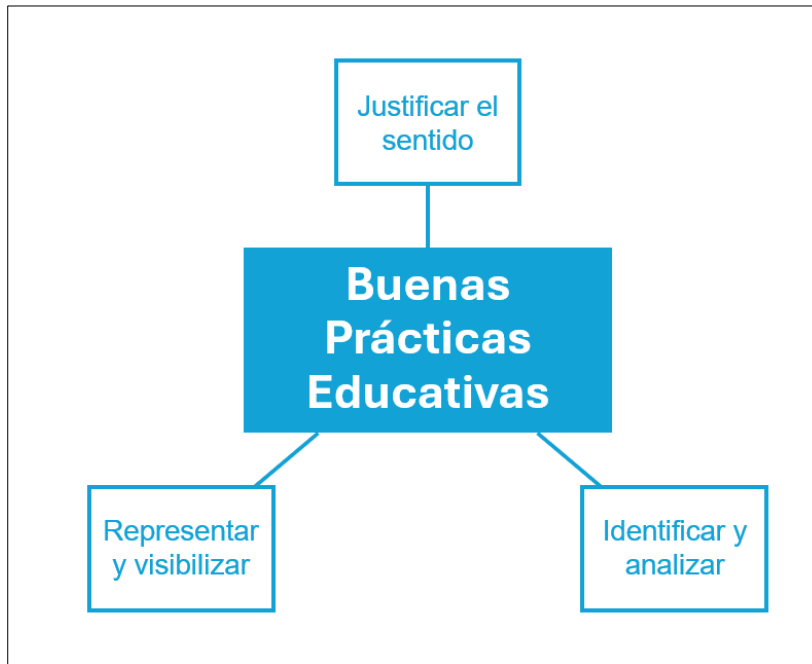 Justificar el
sentido
Buenas
Prácticas
Educativas
Representar
y visibilizar
Identificar y
analizar